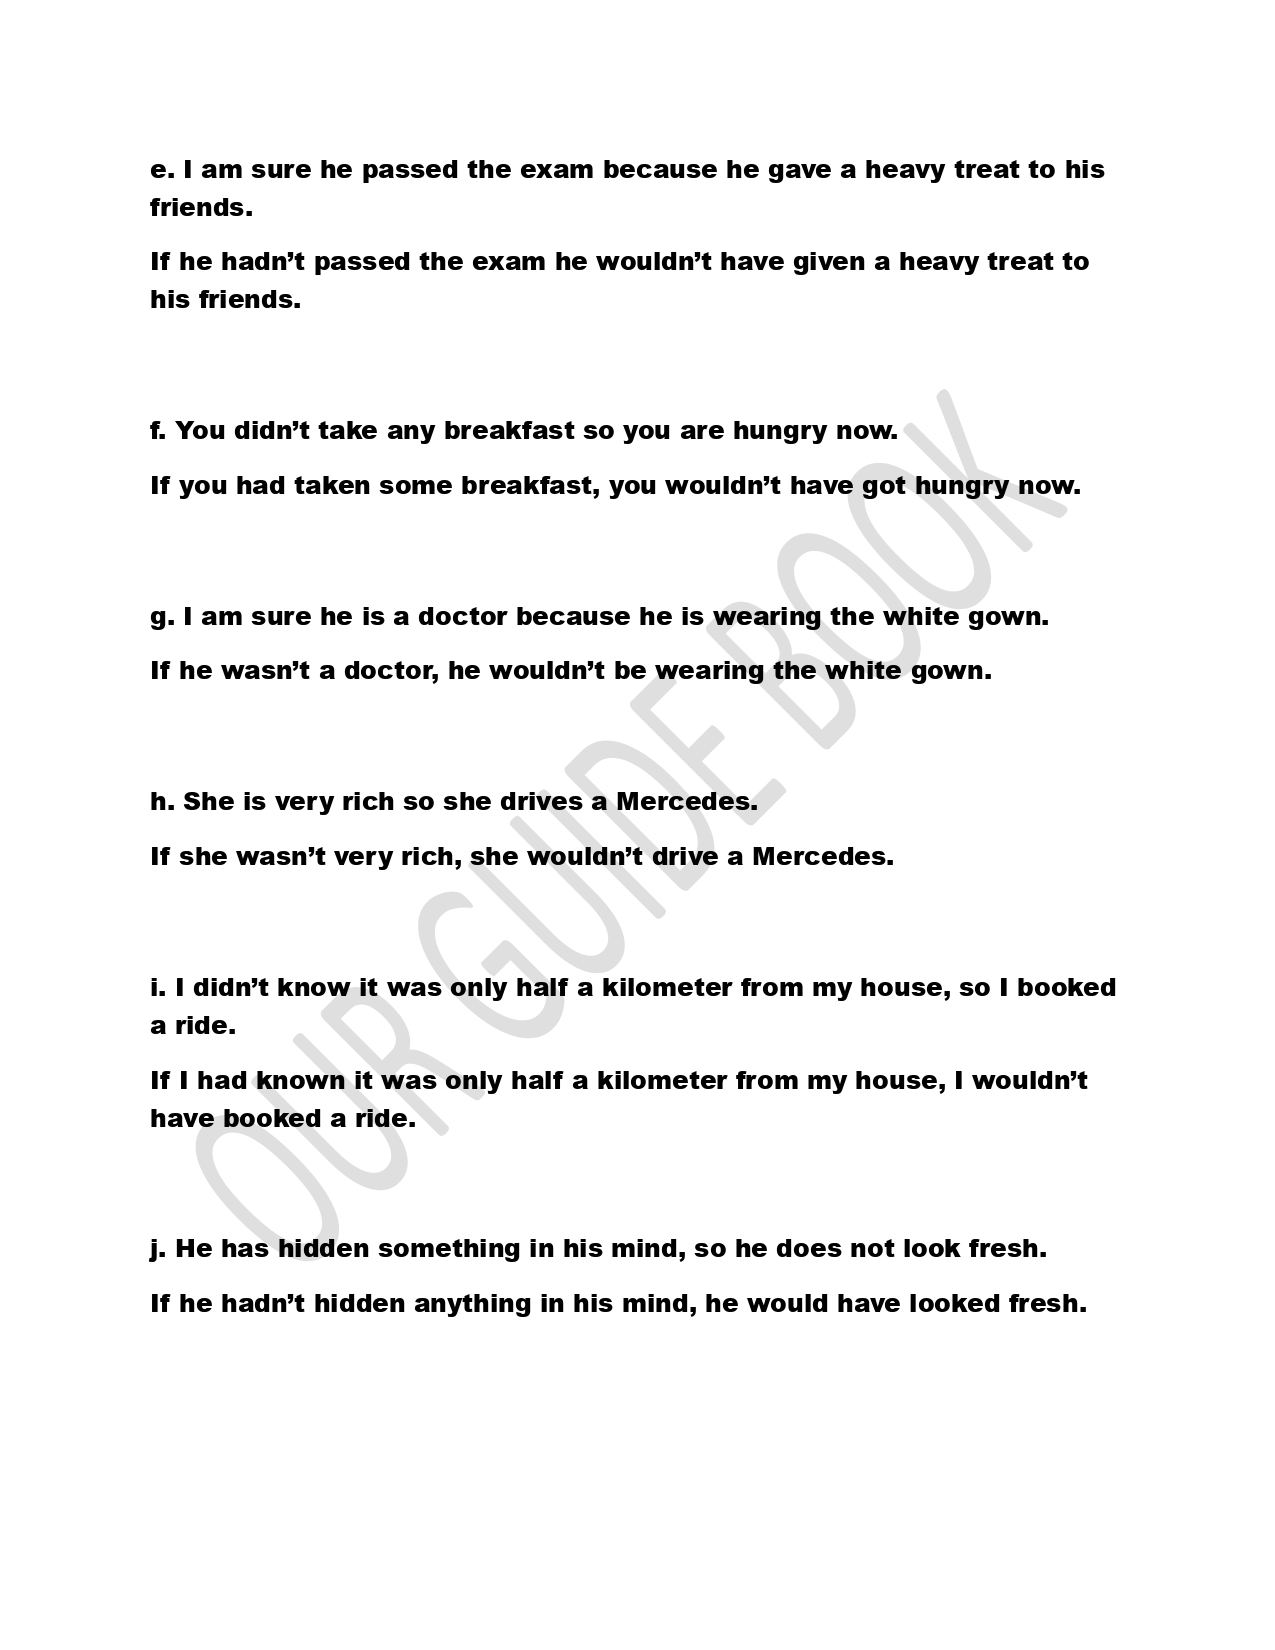 e. I am sure he passed the exam because he gave a heavy treat to his
friends.
If he hadn’t passed the exam he wouldn’t have given a heavy treat to
his friends.
f. You didn’t take any breakfast so you are hungry now.
If you had taken some breakfast, you wouldn’t have got hungry now.
g. I am sure he is a doctor because he is wearing the white gown.
If he wasn’t a doctor, he wouldn’t be wearing the white gown.
h. She is very rich so she drives a Mercedes.
If she wasn’t very rich, she wouldn’t drive a Mercedes.
i. I didn’t know it was only half a kilometer from my house, so I booked
a ride.
If I had known it was only half a kilometer from my house, I wouldn’t
have booked a ride.
j. He has hidden something in his mind, so he does not look fresh.
If he hadn’t hidden anything in his mind, he would have looked fresh.
OUR GUIDE BOOK